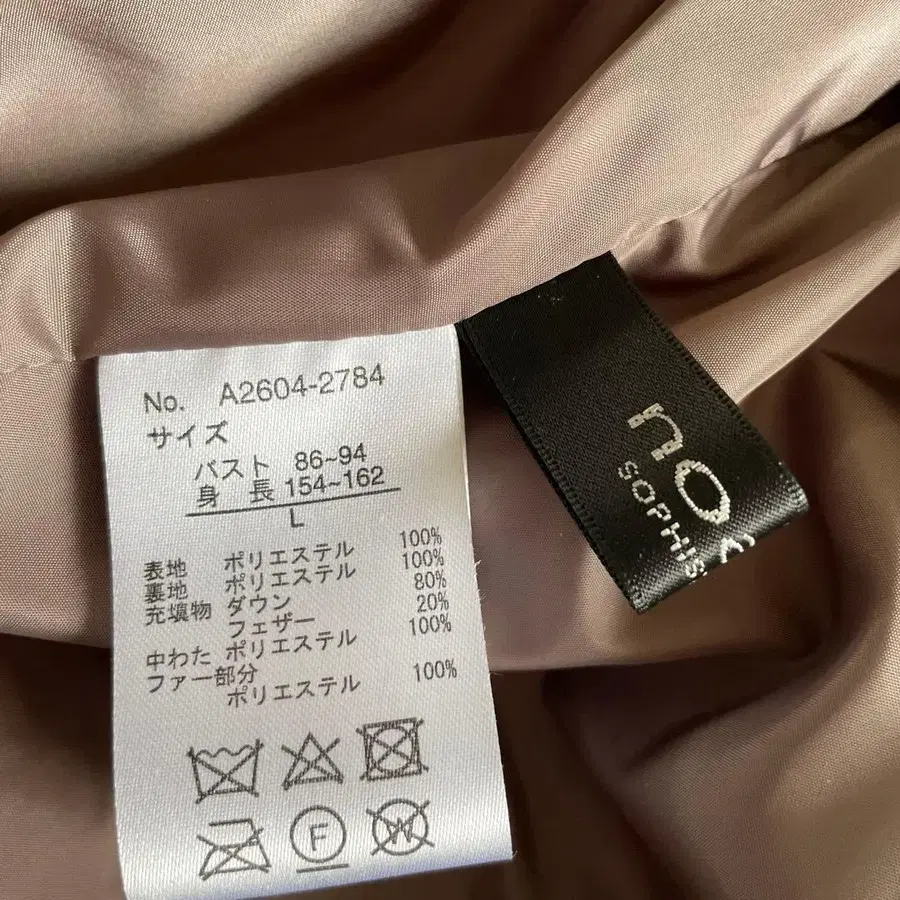 No. A2604-2784
サイズ
バスト 86~94
身 長 154~162
L
表地 ポリエステル 100%
裏地 ポリエステル 100%
充填物 ダウン 80%
フェザー 20%
中わた ポリエステル 100%
ファー部分
ポリエステル 100%
F
W
no
SOPHIS